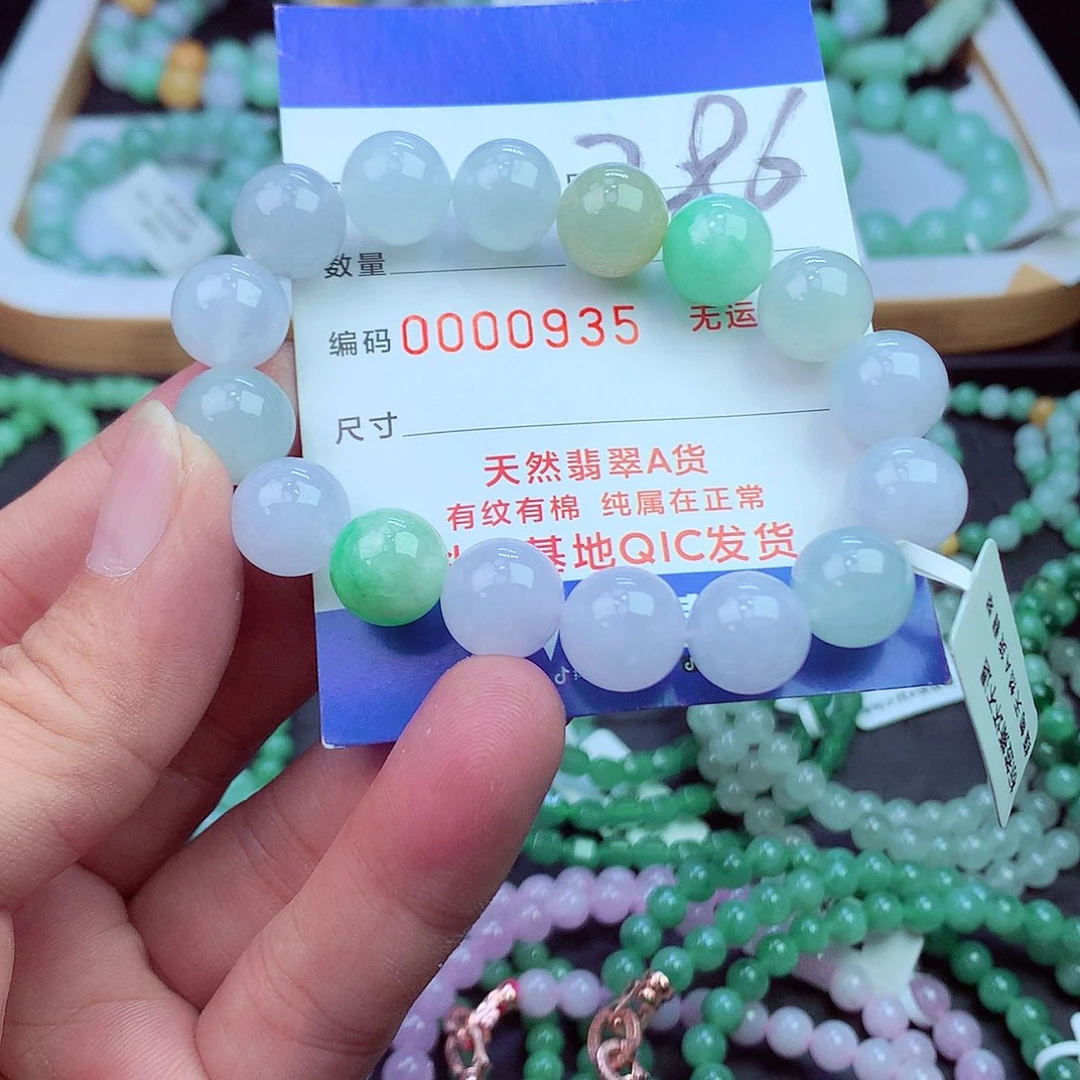 286
数量
编码 0000935 无运
尺寸
天然翡翠A货
有纹有棉 纯属在正常
基地QIC发货